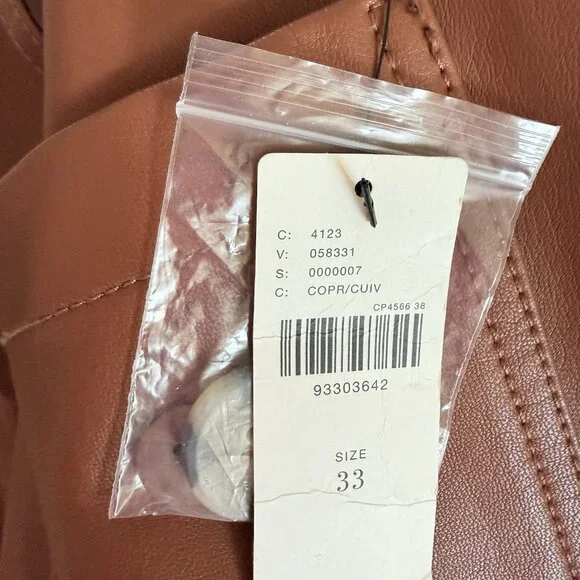 C: 4123
V: 058331
S: 0000007
C: COPR/CUIV
CP4566 38
93303642
SIZE
33